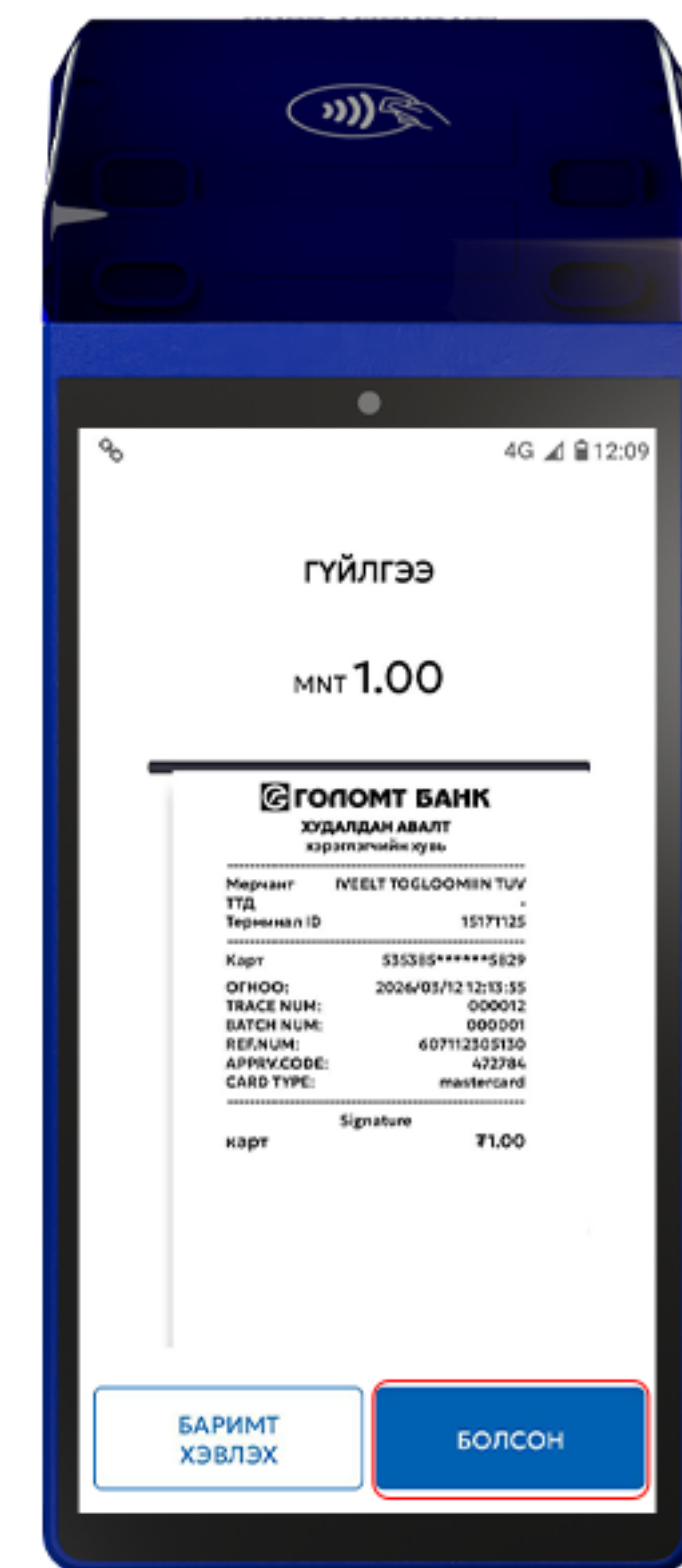 4G 12:09
ГҮЙЛГЭЭ
MNT 1.00
ГОЛОМТ БАНК
ХУДАЛДАН АВАЛТ
хэрэглэгчийн хувь
Мерчант IVEELT TOGLOOMIIN TUV
ТТД -
Терминал ID 15171125
Карт 535385******5829
ОГНОО: 2026/03/12 12:13:55
TRACE NUM: 000012
BATCH NUM: 000001
REF.NUM: 607112305130
APPRV.CODE: 472784
CARD TYPE: mastercard
Signature
карт ₮1.00
БАРИМТ
ХЭВЛЭХ
БОЛСОН